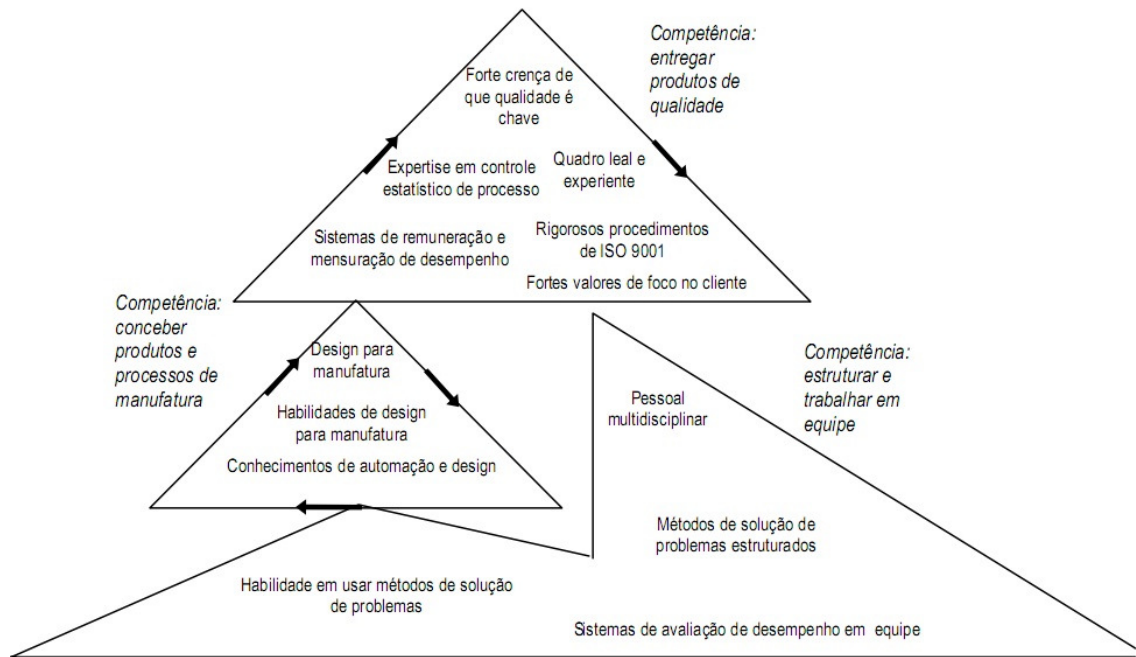 Competência:
entregar
produtos de
qualidade
Forte crença de
que qualidade é
chave
Expertise em controle
estatístico de processo
Quadro leal e
experiente
Sistemas de remuneração e
mensuração de desempenho
Rigorosos procedimentos
de ISO 9001
Fortes valores de foco no cliente
Competência:
conceber
produtos e
processos de
manufatura
Design para
manufatura
Habilidades de design
para manufatura
Conhecimentos de automação e design
Competência:
estruturar e
trabalhar em
equipe
Pessoal
multidisciplinar
Métodos de solução de
problemas estruturados
Habilidade em usar métodos de solução
de problemas
Sistemas de avaliação de desempenho em equipe